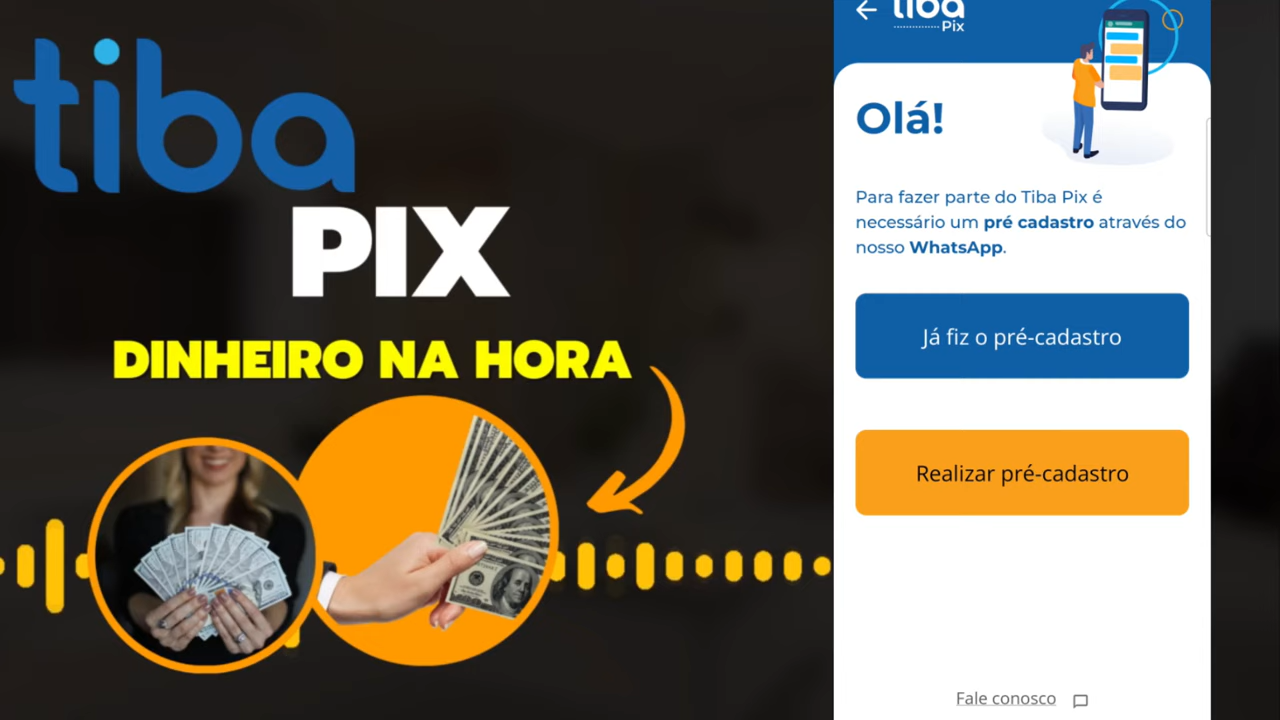 tiba
PIX
DINHEIRO NA HORA
tiba
Pix
Olá!
Para fazer parte do Tiba Pix é
necessário um pré cadastro através do
nosso WhatsApp.
Já fiz o pré-cadastro
Realizar pré-cadastro
Fale conosco